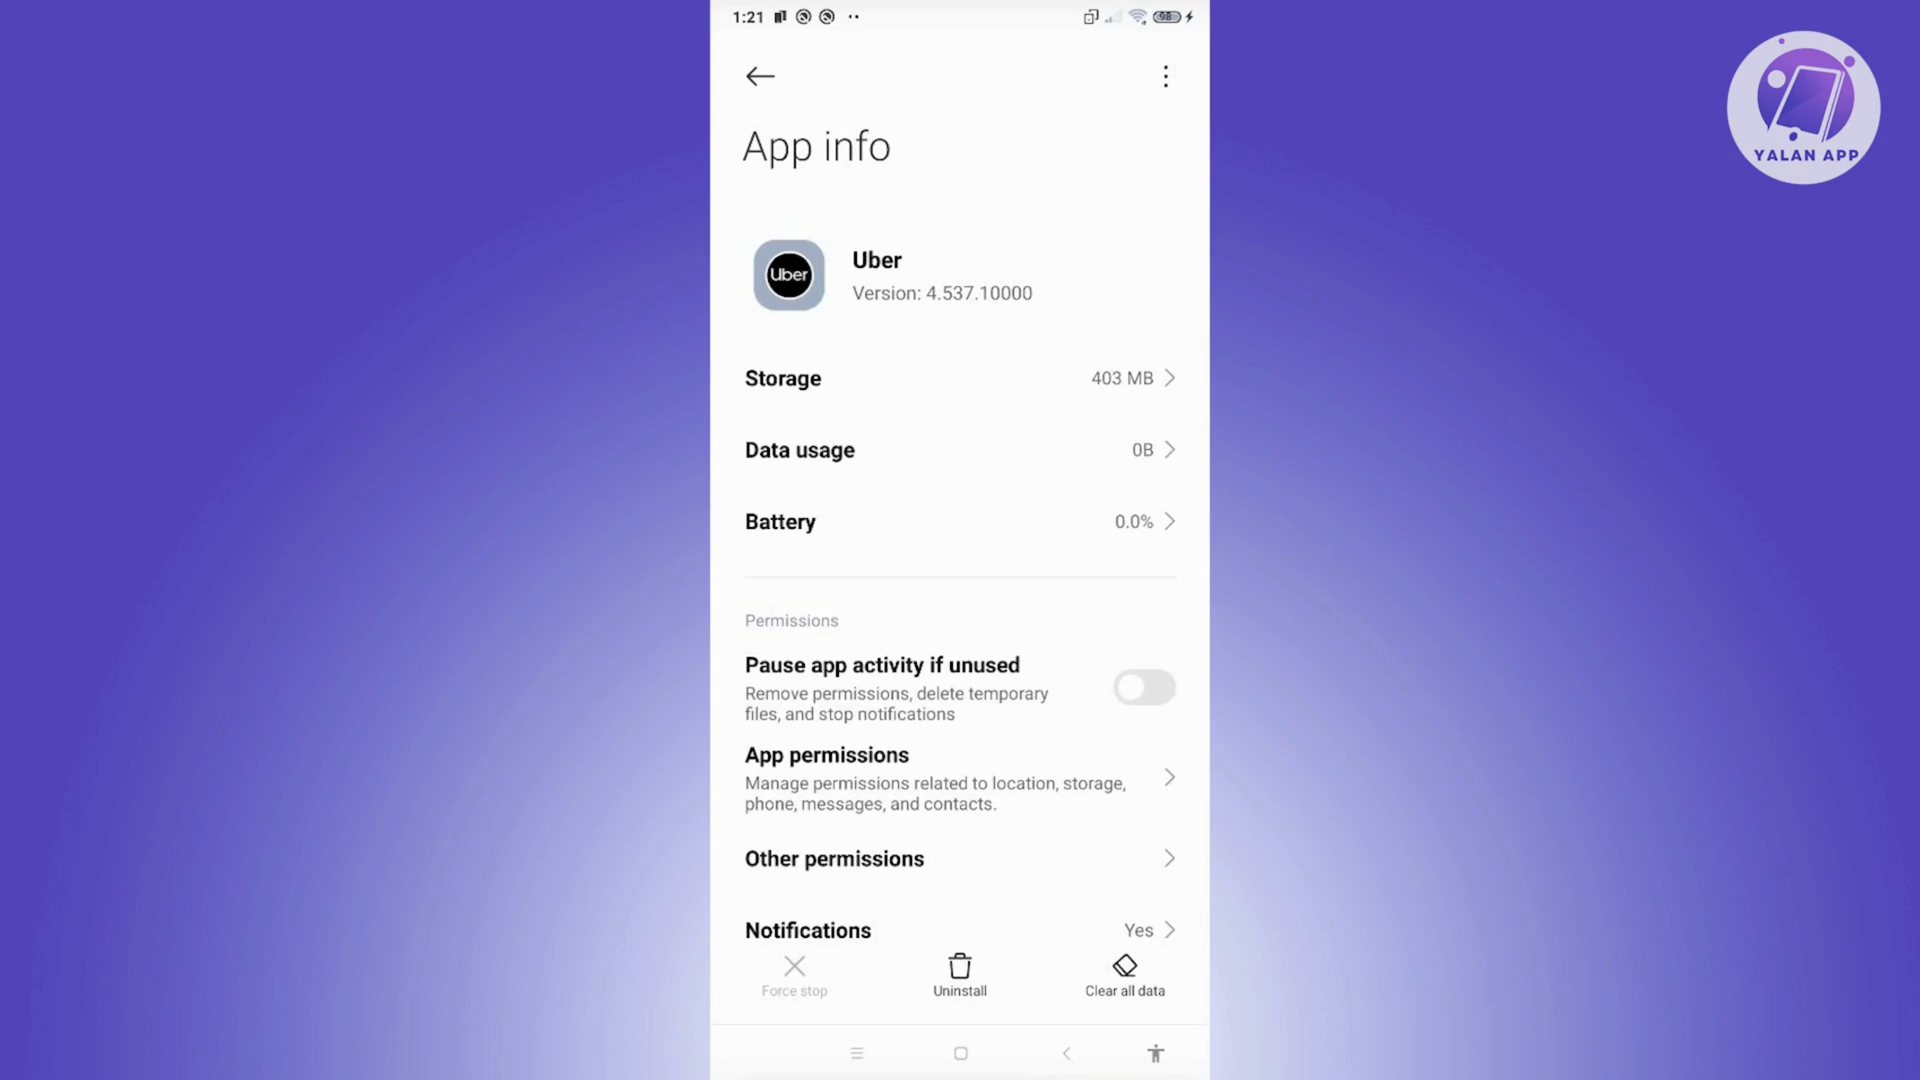 1:21
98
YALAN APP
App info
Uber
Uber
Version: 4.537.10000
Storage
403 MB
Data usage
0B
Battery
0.0%
Permissions
Pause app activity if unused
Remove permissions, delete temporary
files, and stop notifications
App permissions
Manage permissions related to location, storage,
phone, messages, and contacts.
Other permissions
Notifications
Yes
Force stop
Uninstall
Clear all data